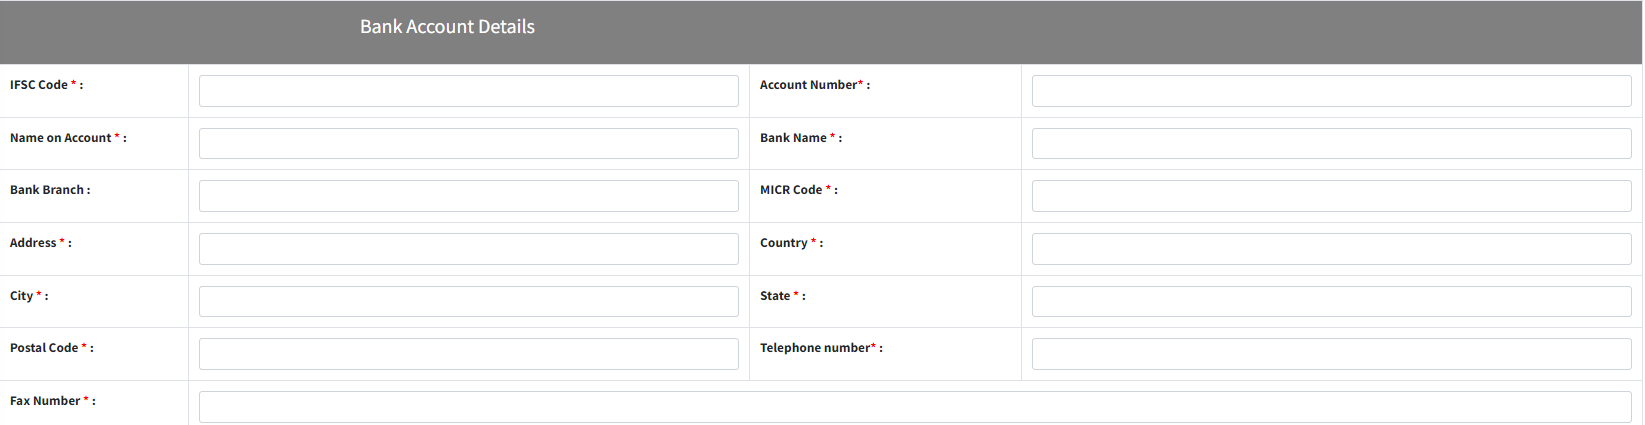 Bank Account Details
IFSC Code * :
Account Number* :
Name on Account * :
Bank Name * :
Bank Branch :
MICR Code * :
Address * :
Country * :
City * :
State * :
Postal Code * :
Telephone number* :
Fax Number * :